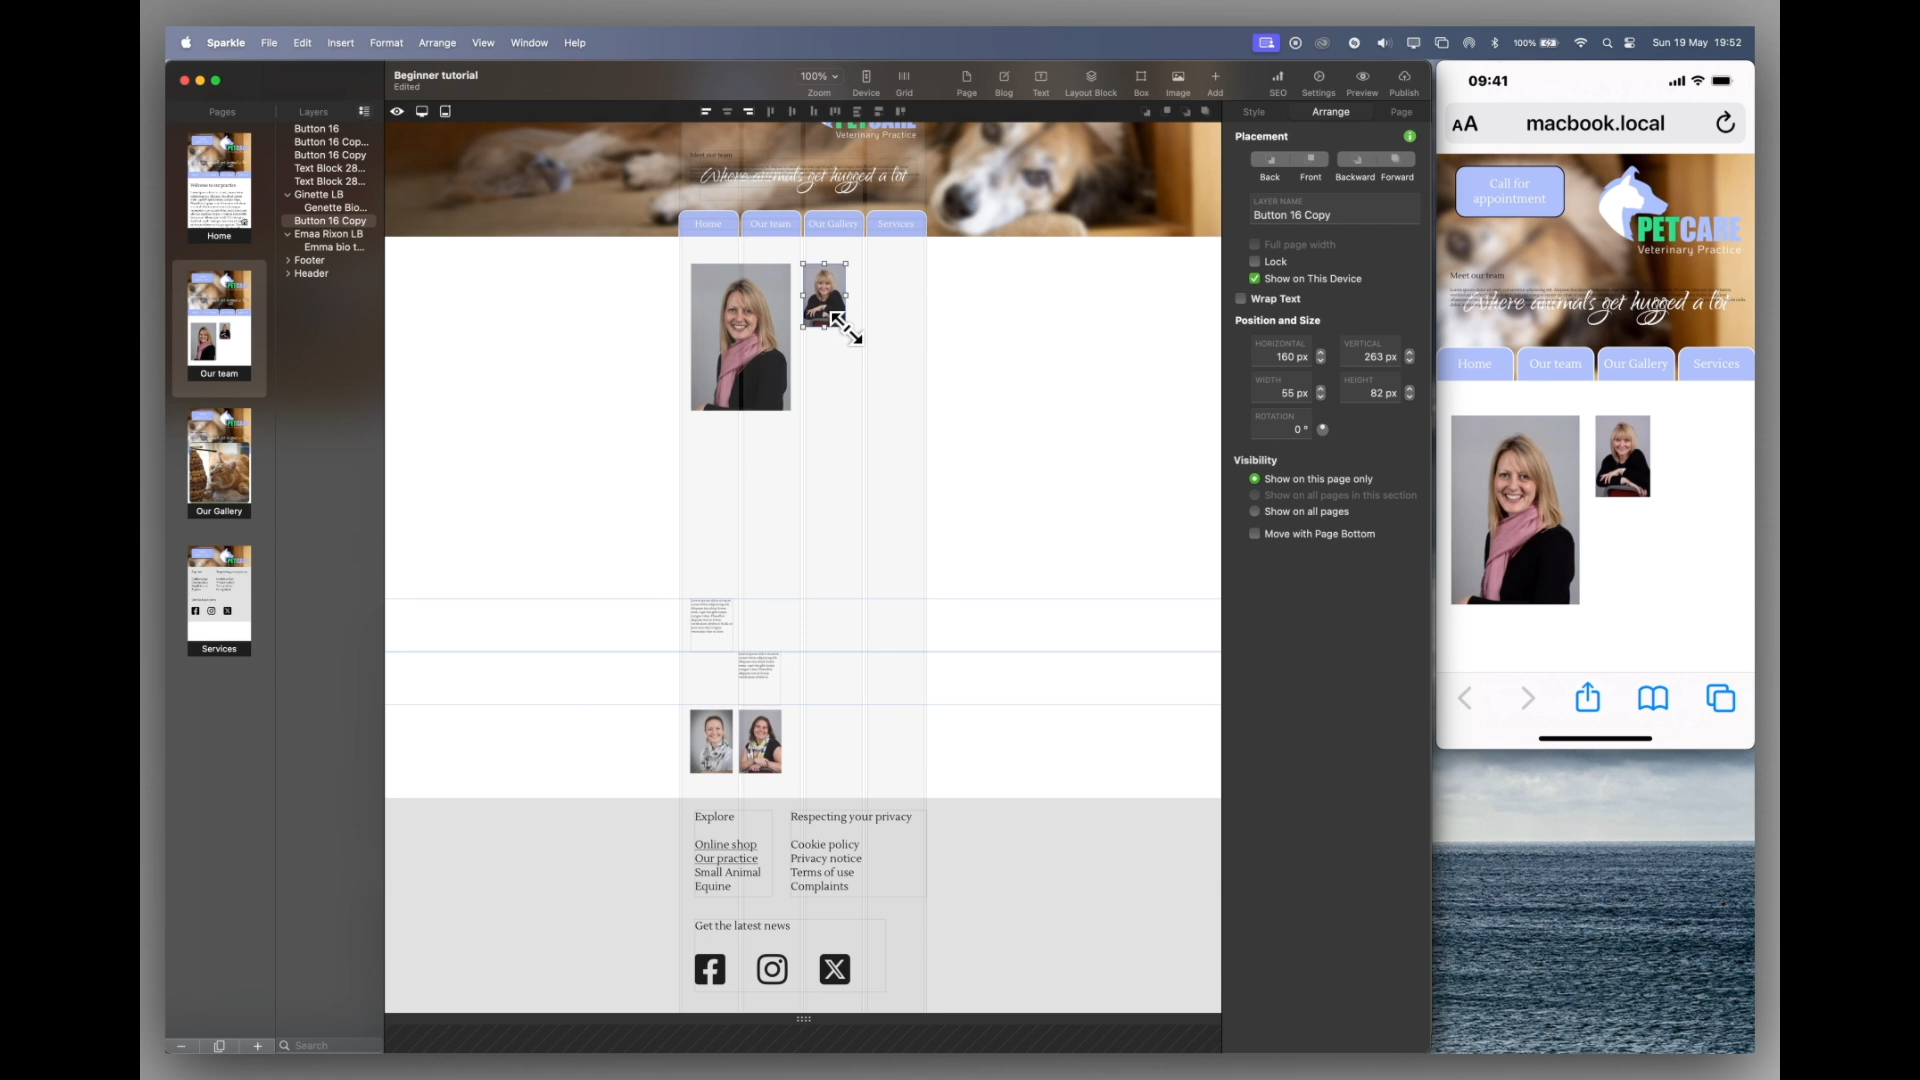 Sparkle File Edit Insert Format Arrange View Window Help
100% Sun 19 May 19:52
Beginner tutorial
Edited
100%
Zoom Device Grid Page Blog Text Layout Block Box Image Add SEO Settings Preview Publish
Pages
Home
Our team
Our Gallery
Services
Layers
Button 16
Button 16 Cop...
Button 16 Copy
Text Block 28...
Text Block 28...
Ginette LB
Genette Bio...
Button 16 Copy
Emaa Rixon LB
Emma bio t...
Footer
Header
Search
PETCARE
Veterinary Practice
Meet our team
Where animals get hugged a lot
Home Our team Our Gallery Services
Explore
Online shop
Our practice
Small Animal
Equine
Respecting your privacy
Cookie policy
Privacy notice
Terms of use
Complaints
Get the latest news
Style Arrange Page
Placement
Back Front Backward Forward
LAYER NAME
Button 16 Copy
Full page width
Lock
Show on This Device
Wrap Text
Position and Size
HORIZONTAL VERTICAL
160 px 263 px
WIDTH HEIGHT
55 px 82 px
ROTATION
0 °
Visibility
Show on this page only
Show on all pages in this section
Show on all pages
Move with Page Bottom
09:41
AA macbook.local
Call for
appointment
PETCARE
Veterinary Practice
Meet our team
Where animals get hugged a lot
Home Our team Our Gallery Services